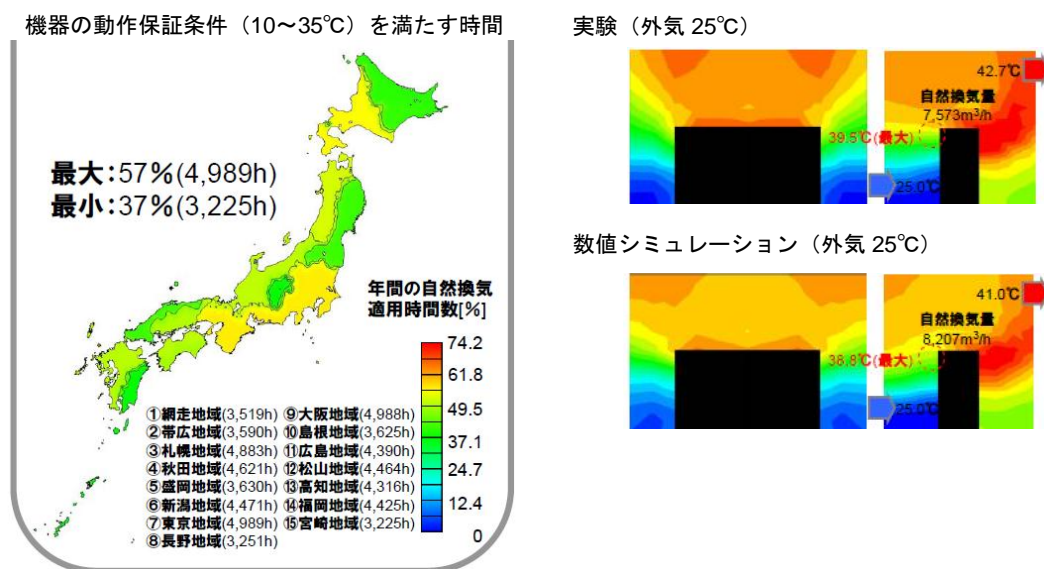 機器の動作保証条件（10～35℃）を満たす時間
最大:57%(4,989h)
最小:37%(3,225h)
年間の自然換気
適用時間数[%]
74.2
61.8
49.5
37.1
24.7
12.4
0
①網走地域(3,519h) ⑨大阪地域(4,988h)
②帯広地域(3,590h) ⑩島根地域(3,625h)
③札幌地域(4,883h) ⑪広島地域(4,390h)
④秋田地域(4,621h) ⑫松山地域(4,464h)
⑤盛岡地域(3,630h) ⑬高知地域(4,316h)
⑥新潟地域(4,471h) ⑭福岡地域(4,425h)
⑦東京地域(4,989h) ⑮宮崎地域(3,225h)
⑧長野地域(3,251h)
実験（外気 25℃）
42.7℃
自然換気量
7,573m³/h
39.5℃(最大)
25.0℃
数値シミュレーション（外気 25℃）
41.0℃
自然換気量
8,207m³/h
38.8℃(最大)
25.0℃